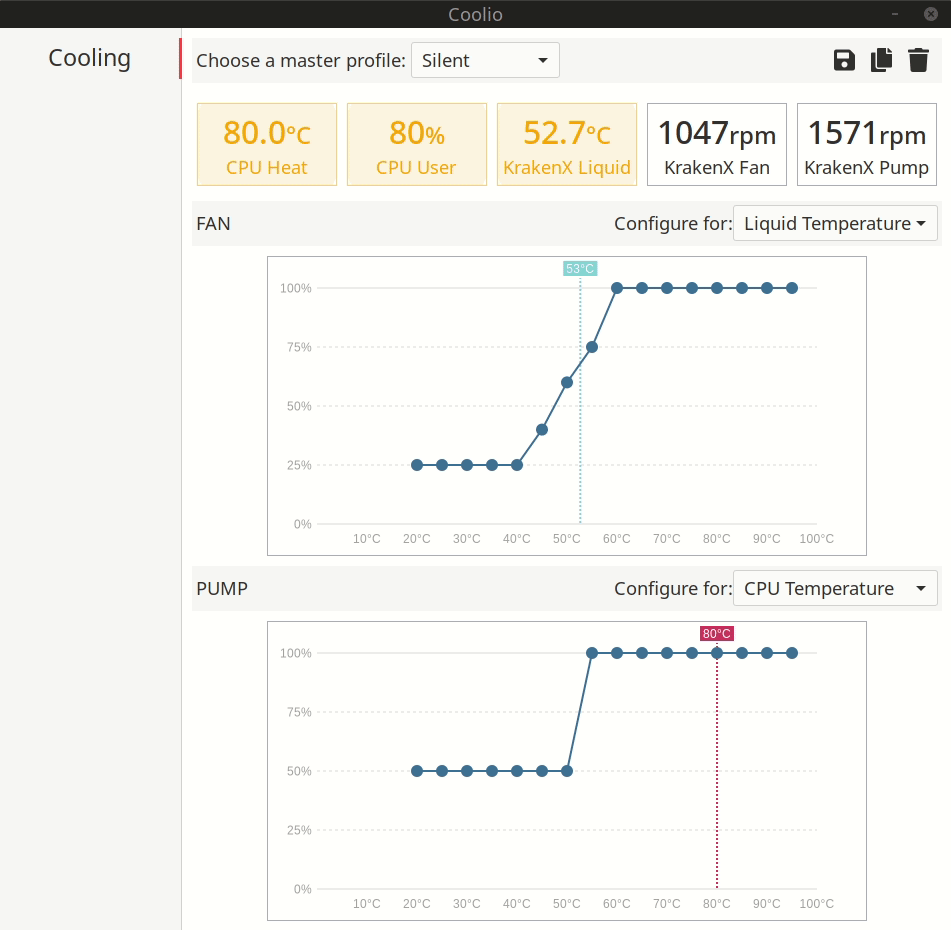 Coolio
Cooling
Choose a master profile: Silent
80.0°C 80% 52.7°C 1047rpm 1571rpm
CPU Heat CPU User KrakenX Liquid KrakenX Fan KrakenX Pump
FAN Configure for: Liquid Temperature
53°C
100%
75%
50%
25%
0%
10°C 20°C 30°C 40°C 50°C 60°C 70°C 80°C 90°C 100°C
PUMP Configure for: CPU Temperature
80°C
100%
75%
50%
25%
0%
10°C 20°C 30°C 40°C 50°C 60°C 70°C 80°C 90°C 100°C